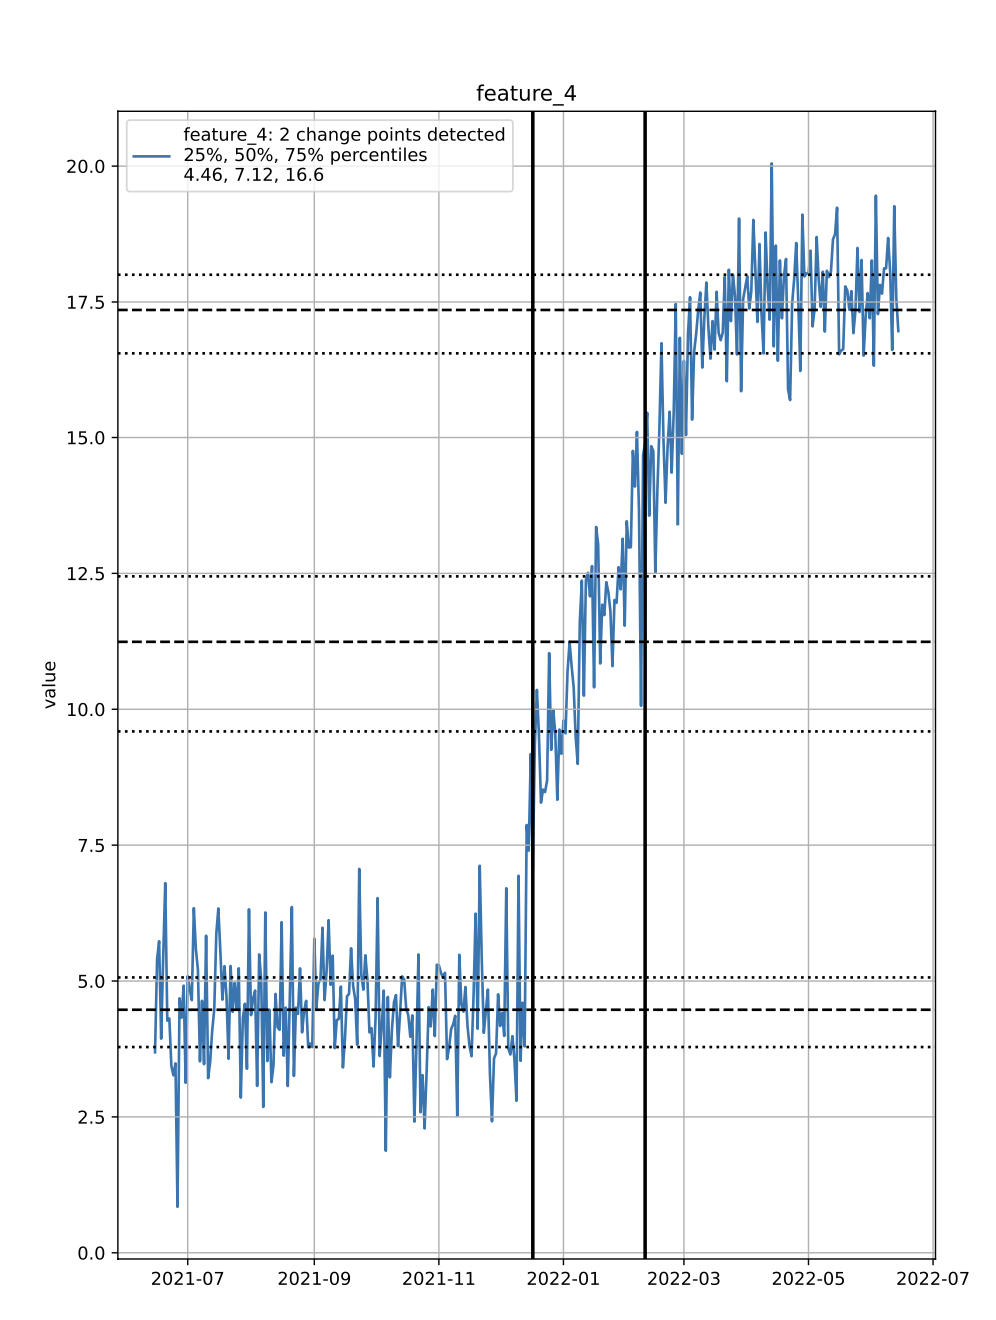 feature_4
feature_4: 2 change points detected
25%, 50%, 75% percentiles
4.46, 7.12, 16.6
value
20.0
17.5
15.0
12.5
10.0
7.5
5.0
2.5
0.0
2021-07 2021-09 2021-11 2022-01 2022-03 2022-05 2022-07